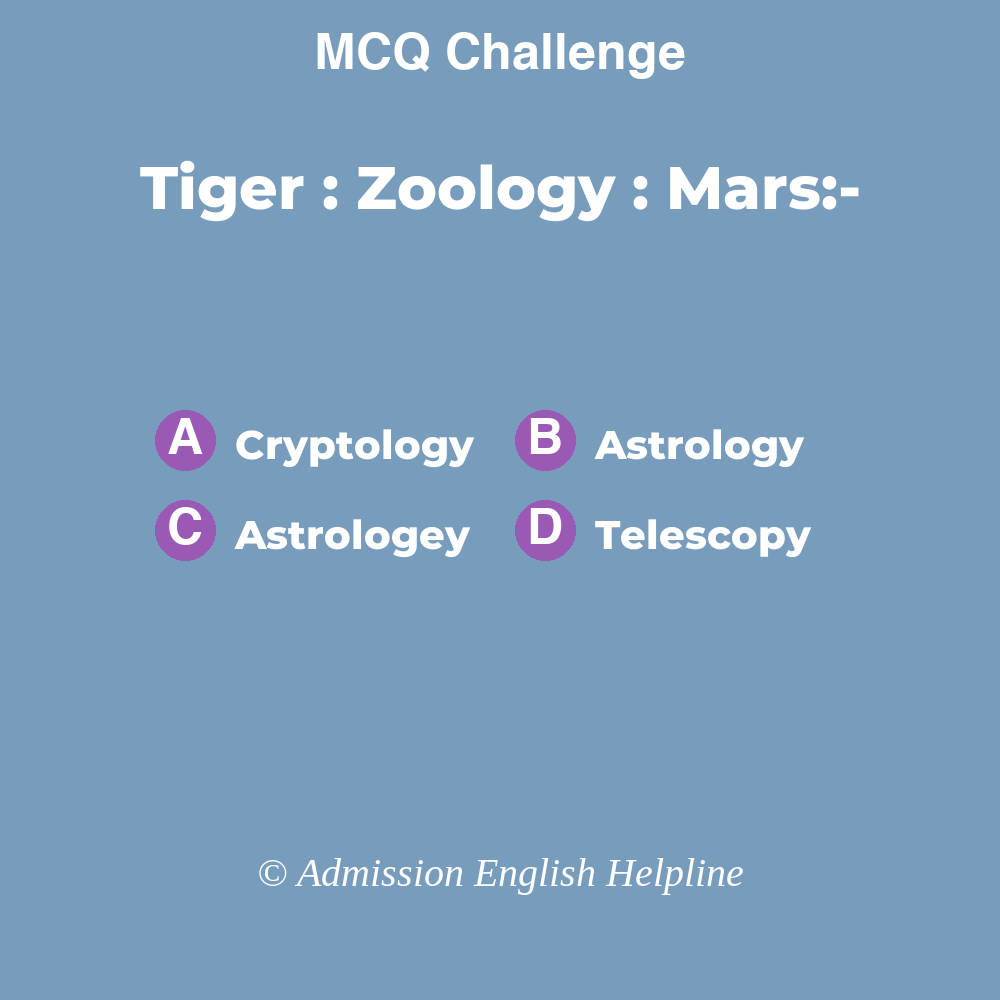 MCQ Challenge
Tiger : Zoology : Mars:-
A Cryptology B Astrology
C Astrologey D Telescopy
© Admission English Helpline